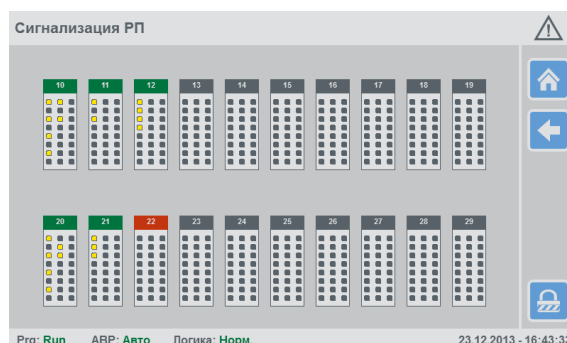 Сигнализация РП
10 11 12 13 14 15 16 17 18 19
20 21 22 23 24 25 26 27 28 29
Prg: Run АВР: Авто Логика: Норм. 23.12.2013 - 16:43:33